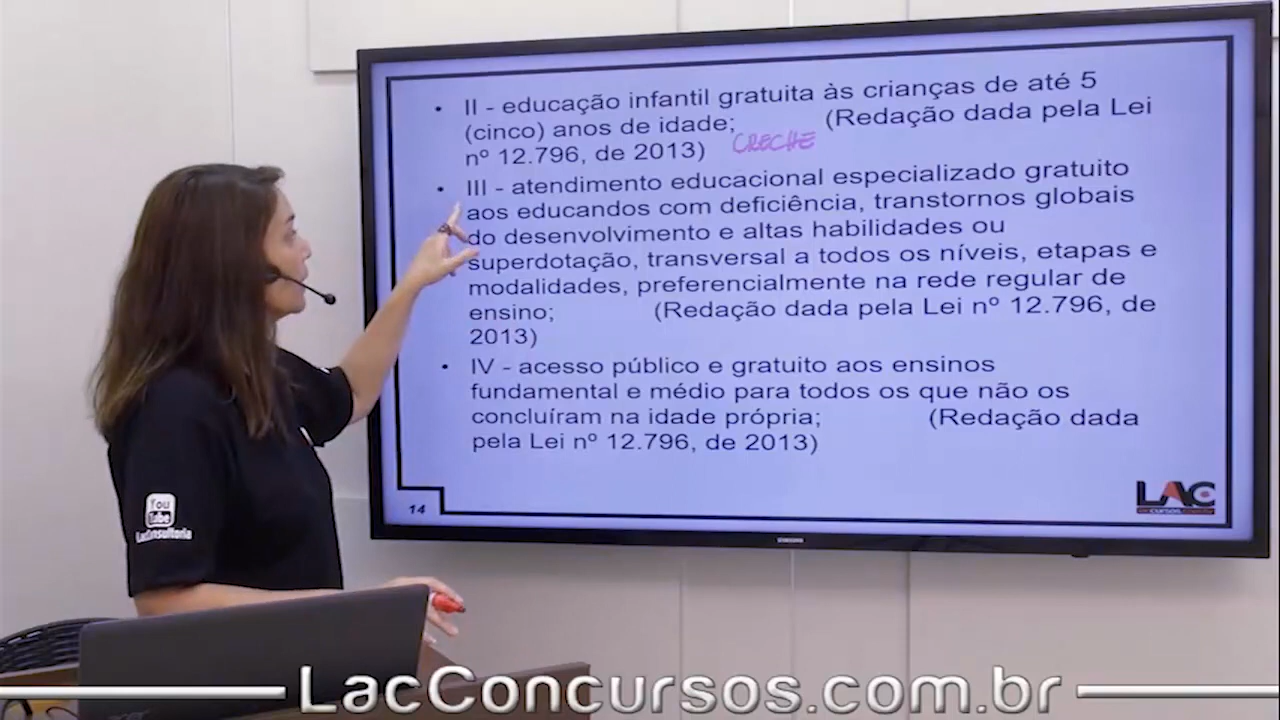 • II - educação infantil gratuita às crianças de até 5
(cinco) anos de idade; (Redação dada pela Lei
nº 12.796, de 2013) CRECHE
• III - atendimento educacional especializado gratuito
aos educandos com deficiência, transtornos globais
do desenvolvimento e altas habilidades ou
superdotação, transversal a todos os níveis, etapas e
modalidades, preferencialmente na rede regular de
ensino; (Redação dada pela Lei nº 12.796, de
2013)
• IV - acesso público e gratuito aos ensinos
fundamental e médio para todos os que não os
concluíram na idade própria; (Redação dada
pela Lei nº 12.796, de 2013)
14
LAC
SAMSUNG
You
Tube
LacConsultoria
LacConcursos.com.br